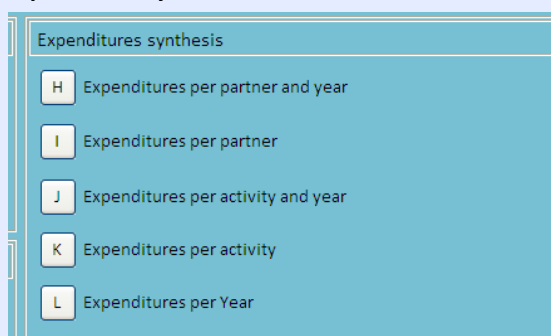 Expenditures synthesis
H Expenditures per partner and year
I Expenditures per partner
J Expenditures per activity and year
K Expenditures per activity
L Expenditures per Year